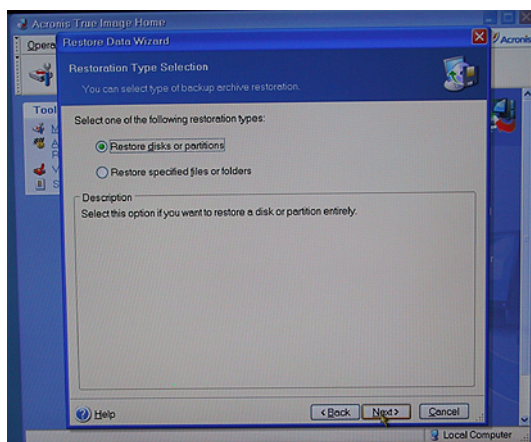 Acronis True Image Home
Opera
Acronis
Restore Data Wizard
Restoration Type Selection
You can select type of backup archive restoration.
Tool
M
A
R
V
S
Select one of the following restoration types:
Restore disks or partitions
Restore specified files or folders
Description
Select this option if you want to restore a disk or partition entirely.
Help
< Back
Next >
Cancel
Local Computer